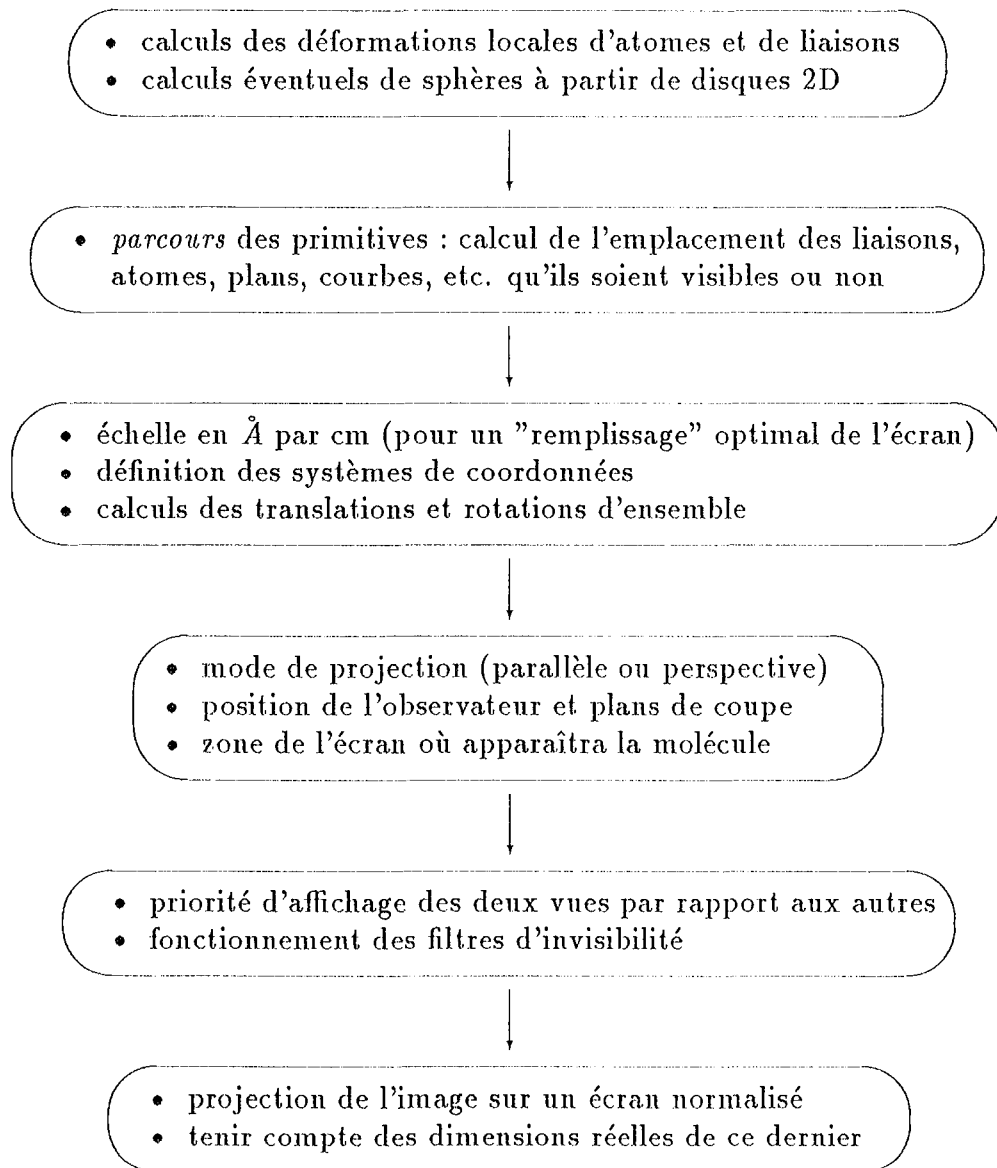 • calculs des déformations locales d'atomes et de liaisons
• calculs éventuels de sphères à partir de disques 2D
• parcours des primitives : calcul de l'emplacement des liaisons,
atomes, plans, courbes, etc. qu'ils soient visibles ou non
• échelle en Å par cm (pour un "remplissage" optimal de l'écran)
• définition des systèmes de coordonnées
• calculs des translations et rotations d'ensemble
• mode de projection (parallèle ou perspective)
• position de l'observateur et plans de coupe
• zone de l'écran où apparaîtra la molécule
• priorité d'affichage des deux vues par rapport aux autres
• fonctionnement des filtres d'invisibilité
• projection de l'image sur un écran normalisé
• tenir compte des dimensions réelles de ce dernier